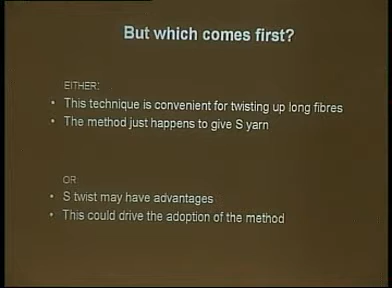 But which comes first?
EITHER:
• This technique is convenient for twisting up long fibres
• The method just happens to give S yarn
OR
• S twist may have advantages
• This could drive the adoption of the method